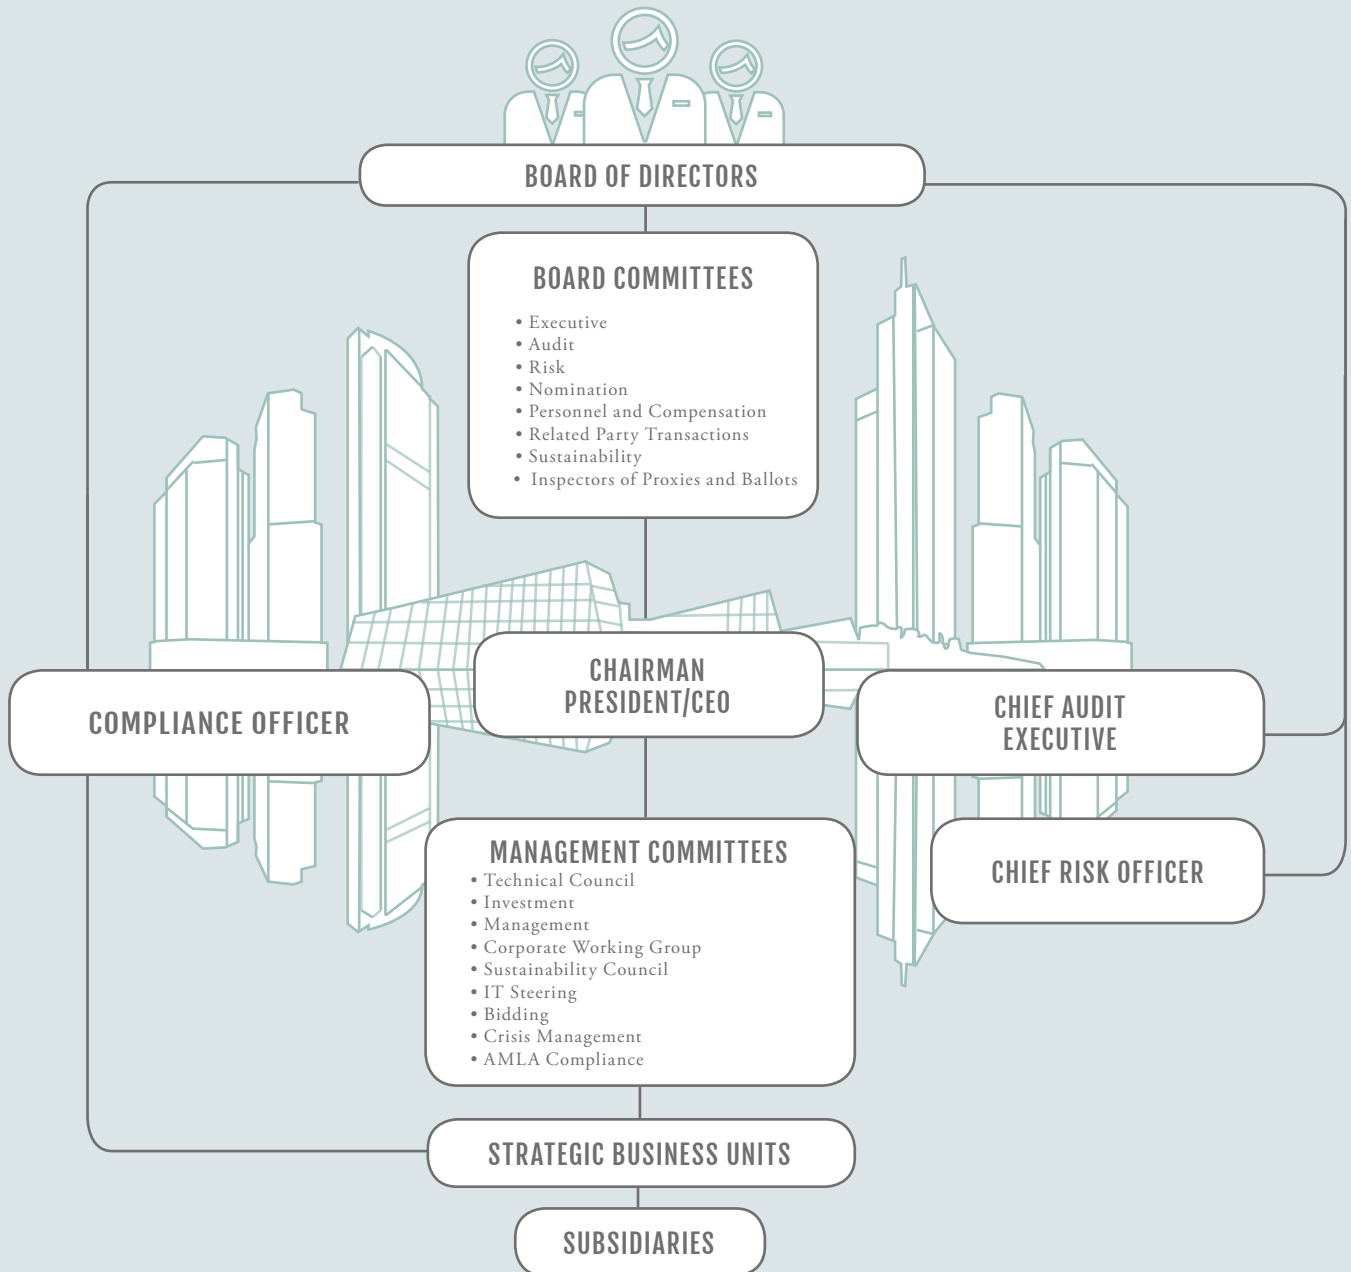 BOARD OF DIRECTORS
BOARD COMMITTEES
• Executive
• Audit
• Risk
• Nomination
• Personnel and Compensation
• Related Party Transactions
• Sustainability
• Inspectors of Proxies and Ballots
COMPLIANCE OFFICER
CHAIRMAN
PRESIDENT/CEO
CHIEF AUDIT
EXECUTIVE
MANAGEMENT COMMITTEES
• Technical Council
• Investment
• Management
• Corporate Working Group
• Sustainability Council
• IT Steering
• Bidding
• Crisis Management
• AMLA Compliance
CHIEF RISK OFFICER
STRATEGIC BUSINESS UNITS
SUBSIDIARIES